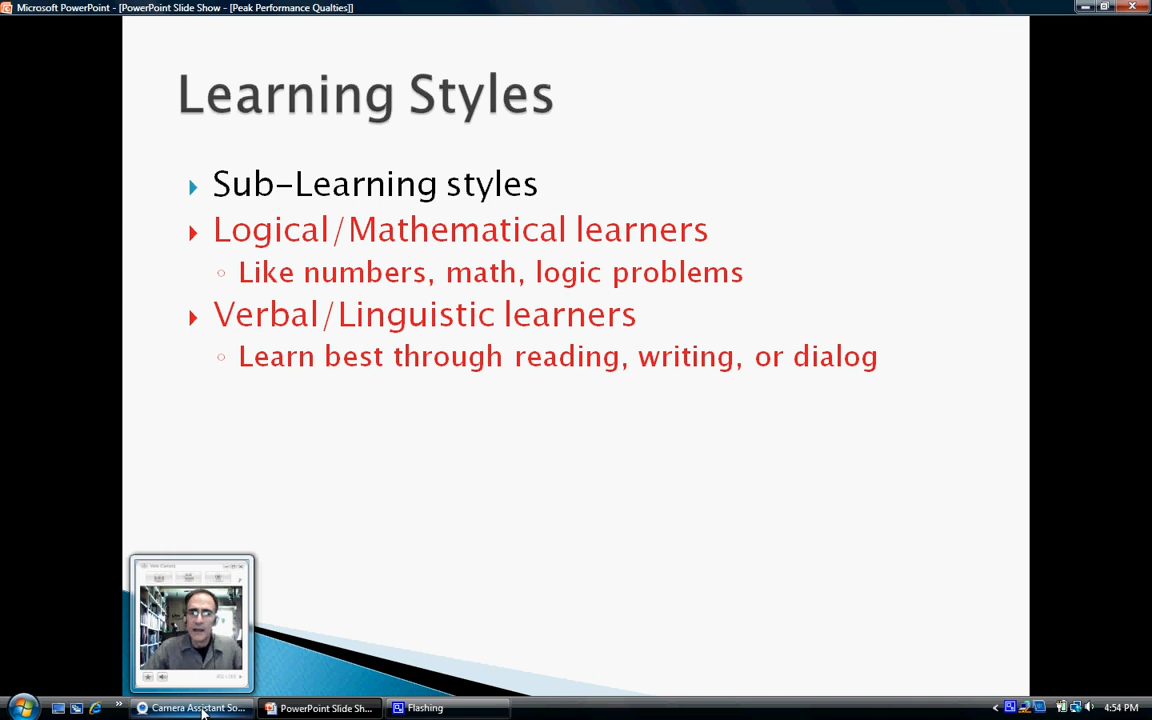 Microsoft PowerPoint - [PowerPoint Slide Show - [Peak Performance Qualties]]
Learning Styles
Sub-Learning styles
Logical/Mathematical learners
Like numbers, math, logic problems
Verbal/Linguistic learners
Learn best through reading, writing, or dialog
Camera Assistant So...
PowerPoint Slide Sh...
Flashing
4:54 PM